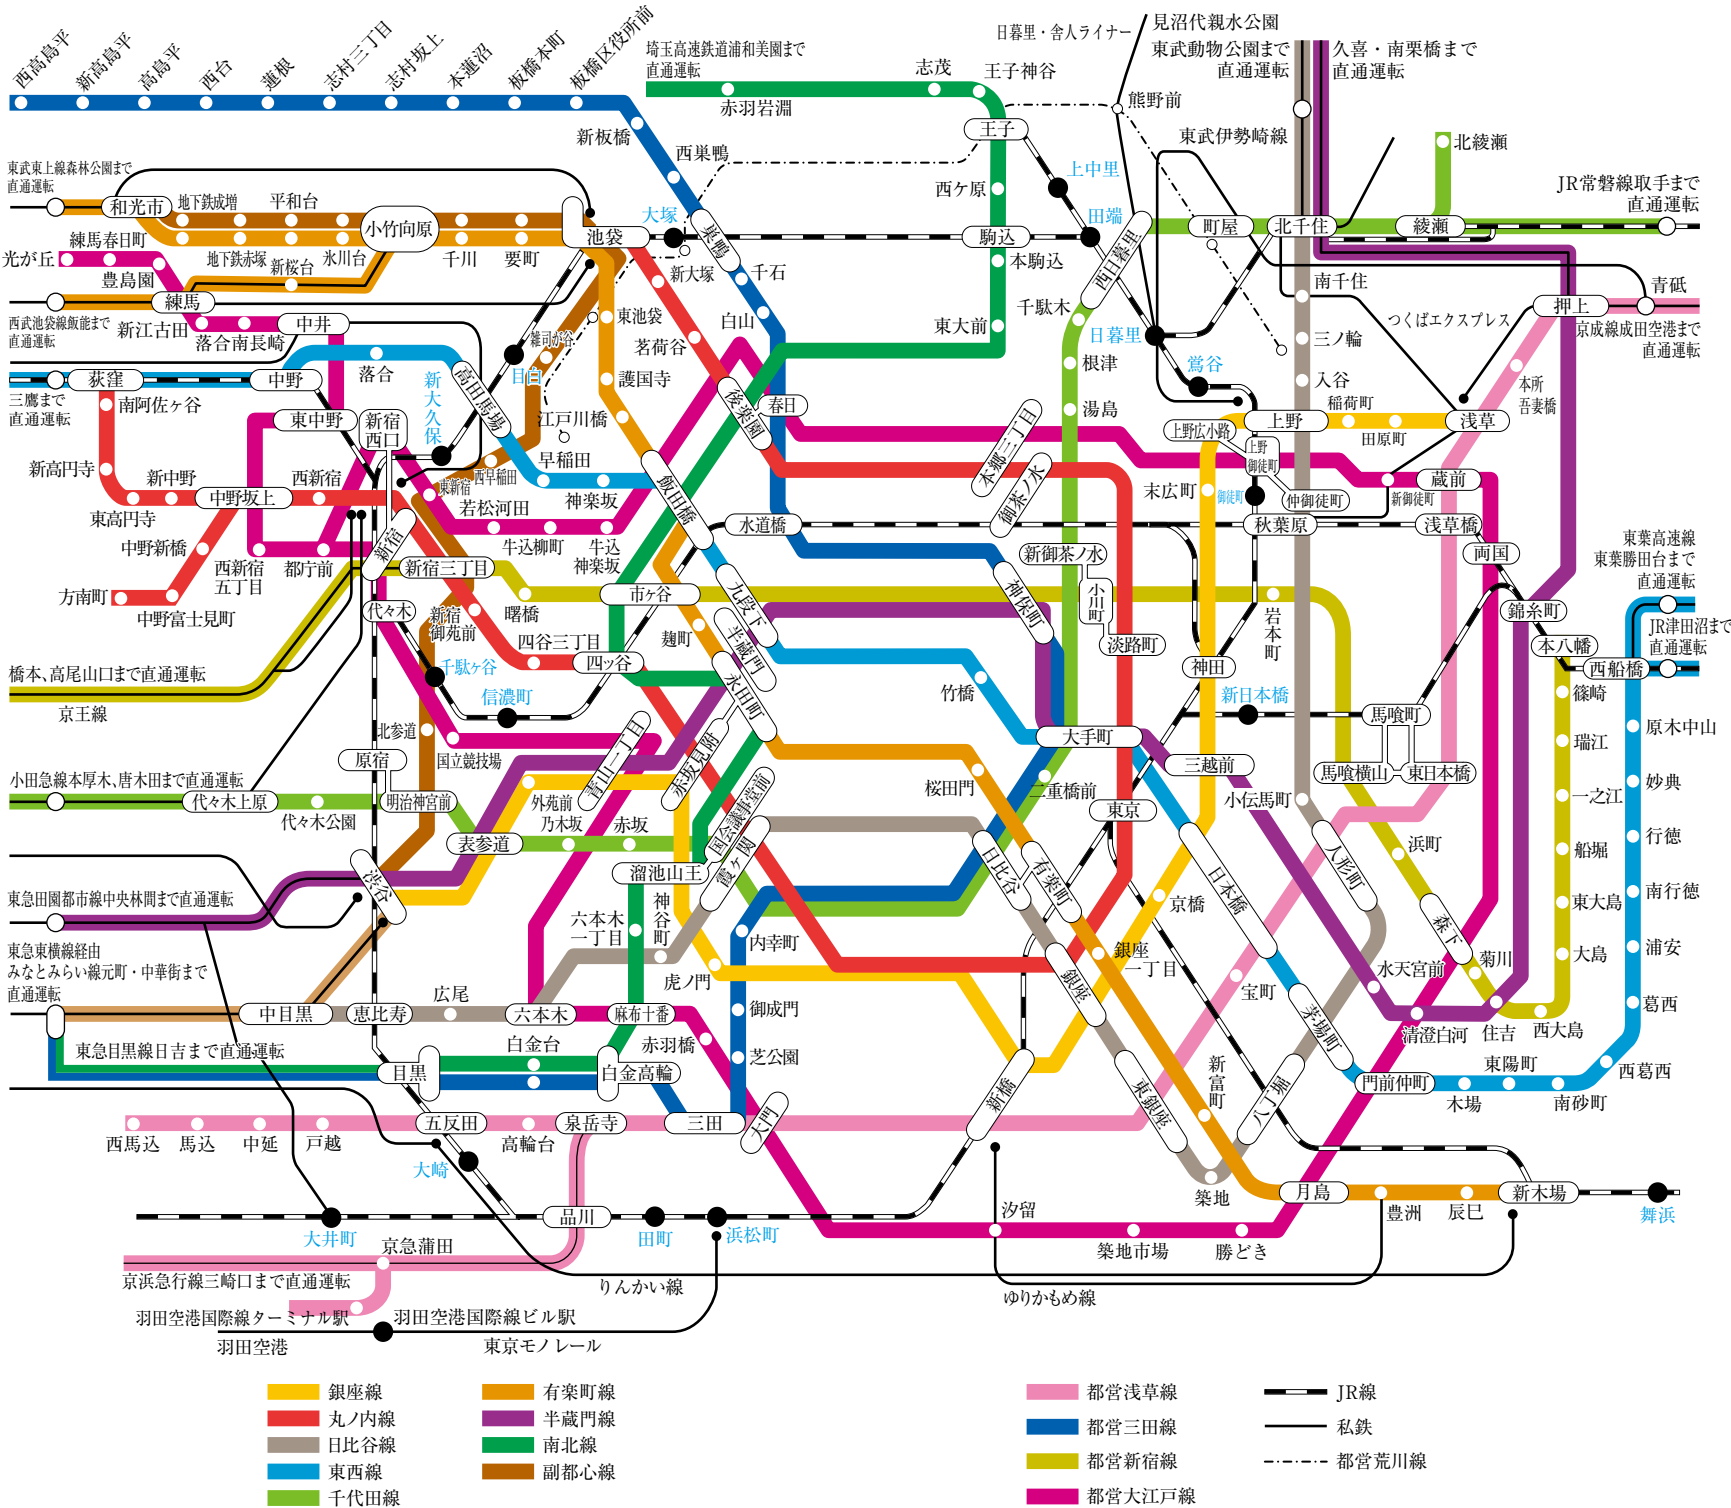 西高島平
新高島平
高島平
西台
蓮根
志村三丁目
志村坂上
本蓮沼
板橋本町
板橋区役所前
新板橋
西巣鴨
大塚
巣鴨
新大塚
千石
白山
埼玉高速鉄道浦和美園まで
直通運転
赤羽岩淵
志茂
王子神谷
王子
西ケ原
駒込
本駒込
東大前
日暮里・舎人ライナー
見沼代親水公園
熊野前
上中里
田端
西日暮里
千駄木
日暮里
根津
湯島
鶯谷
東武動物公園まで
直通運転
久喜・南栗橋まで
直通運転
東武伊勢崎線
北綾瀬
JR常磐線取手まで
直通運転
町屋
北千住
綾瀬
南千住
三ノ輪
入谷
つくばエクスプレス
青砥
押上
京成線成田空港まで
直通運転
本所
吾妻橋
稲荷町
田原町
浅草
上野
上野広小路
上野
御徒町
御徒町
仲御徒町
新御徒町
蔵前
東武東上線森林公園まで
直通運転
和光市
地下鉄成増
平和台
小竹向原
地下鉄赤塚
氷川台
千川
要町
池袋
練馬春日町
光が丘
豊島園
新桜台
練馬
西武池袋線飯能まで
直通運転
新江古田
落合南長崎
中井
荻窪
中野
落合
三鷹まで
直通運転
南阿佐ヶ谷
東中野
新宿
西口
新大久保
高田馬場
目白
雑司が谷
東池袋
護国寺
江戸川橋
茗荷谷
後楽園
春日
早稲田
神楽坂
西早稲田
東新宿
若松河田
牛込柳町
牛込
神楽坂
飯田橋
水道橋
本郷三丁目
御茶ノ水
末広町
秋葉原
浅草橋
両国
新高円寺
東高円寺
新中野
中野坂上
西新宿
中野新橋
方南町
中野富士見町
西新宿
五丁目
都庁前
新宿
新宿三丁目
代々木
新宿
御苑前
曙橋
四谷三丁目
四ッ谷
市ヶ谷
麹町
九段下
半蔵門
永田町
神保町
新御茶ノ水
小川町
淡路町
神田
岩本町
錦糸町
本八幡
西船橋
東葉高速線
東葉勝田台まで
直通運転
JR津田沼まで
直通運転
橋本、高尾山口まで直通運転
京王線
千駄ヶ谷
信濃町
北参道
国立競技場
青山一丁目
赤坂見附
国会議事堂前
竹橋
大手町
二重橋前
桜田門
新日本橋
三越前
馬喰町
馬喰横山
東日本橋
小伝馬町
篠崎
瑞江
一之江
船堀
東大島
大島
原木中山
妙典
行徳
南行徳
浦安
葛西
西葛西
小田急線本厚木、唐木田まで直通運転
代々木上原
代々木公園
原宿
明治神宮前
表参道
外苑前
乃木坂
赤坂
溜池山王
霞ヶ関
日比谷
有楽町
東京
日本橋
京橋
人形町
浜町
森下
菊川
水天宮前
清澄白河
住吉
西大島
東急田園都市線中央林間まで直通運転
渋谷
東急東横線経由
みなとみらい線元町・中華街まで
直通運転
中目黒
恵比寿
広尾
六本木
六本木
一丁目
神谷町
麻布十番
虎ノ門
内幸町
御成門
芝公園
赤羽橋
銀座
一丁目
銀座
宝町
茅場町
門前仲町
木場
東陽町
南砂町
東急目黒線日吉まで直通運転
目黒
白金台
白金高輪
三田
大門
新橋
東銀座
新富町
八丁堀
築地
西馬込
馬込
中延
戸越
五反田
大崎
高輪台
泉岳寺
品川
大井町
田町
浜松町
汐留
築地市場
勝どき
月島
豊洲
辰巳
新木場
舞浜
京急蒲田
京浜急行線三崎口まで直通運転
羽田空港国際線ターミナル駅
羽田空港国際線ビル駅
羽田空港
東京モノレール
りんかい線
ゆりかもめ線
銀座線
丸ノ内線
日比谷線
東西線
千代田線
有楽町線
半蔵門線
南北線
副都心線
都営浅草線
都営三田線
都営新宿線
都営大江戸線
JR線
私鉄
都営荒川線